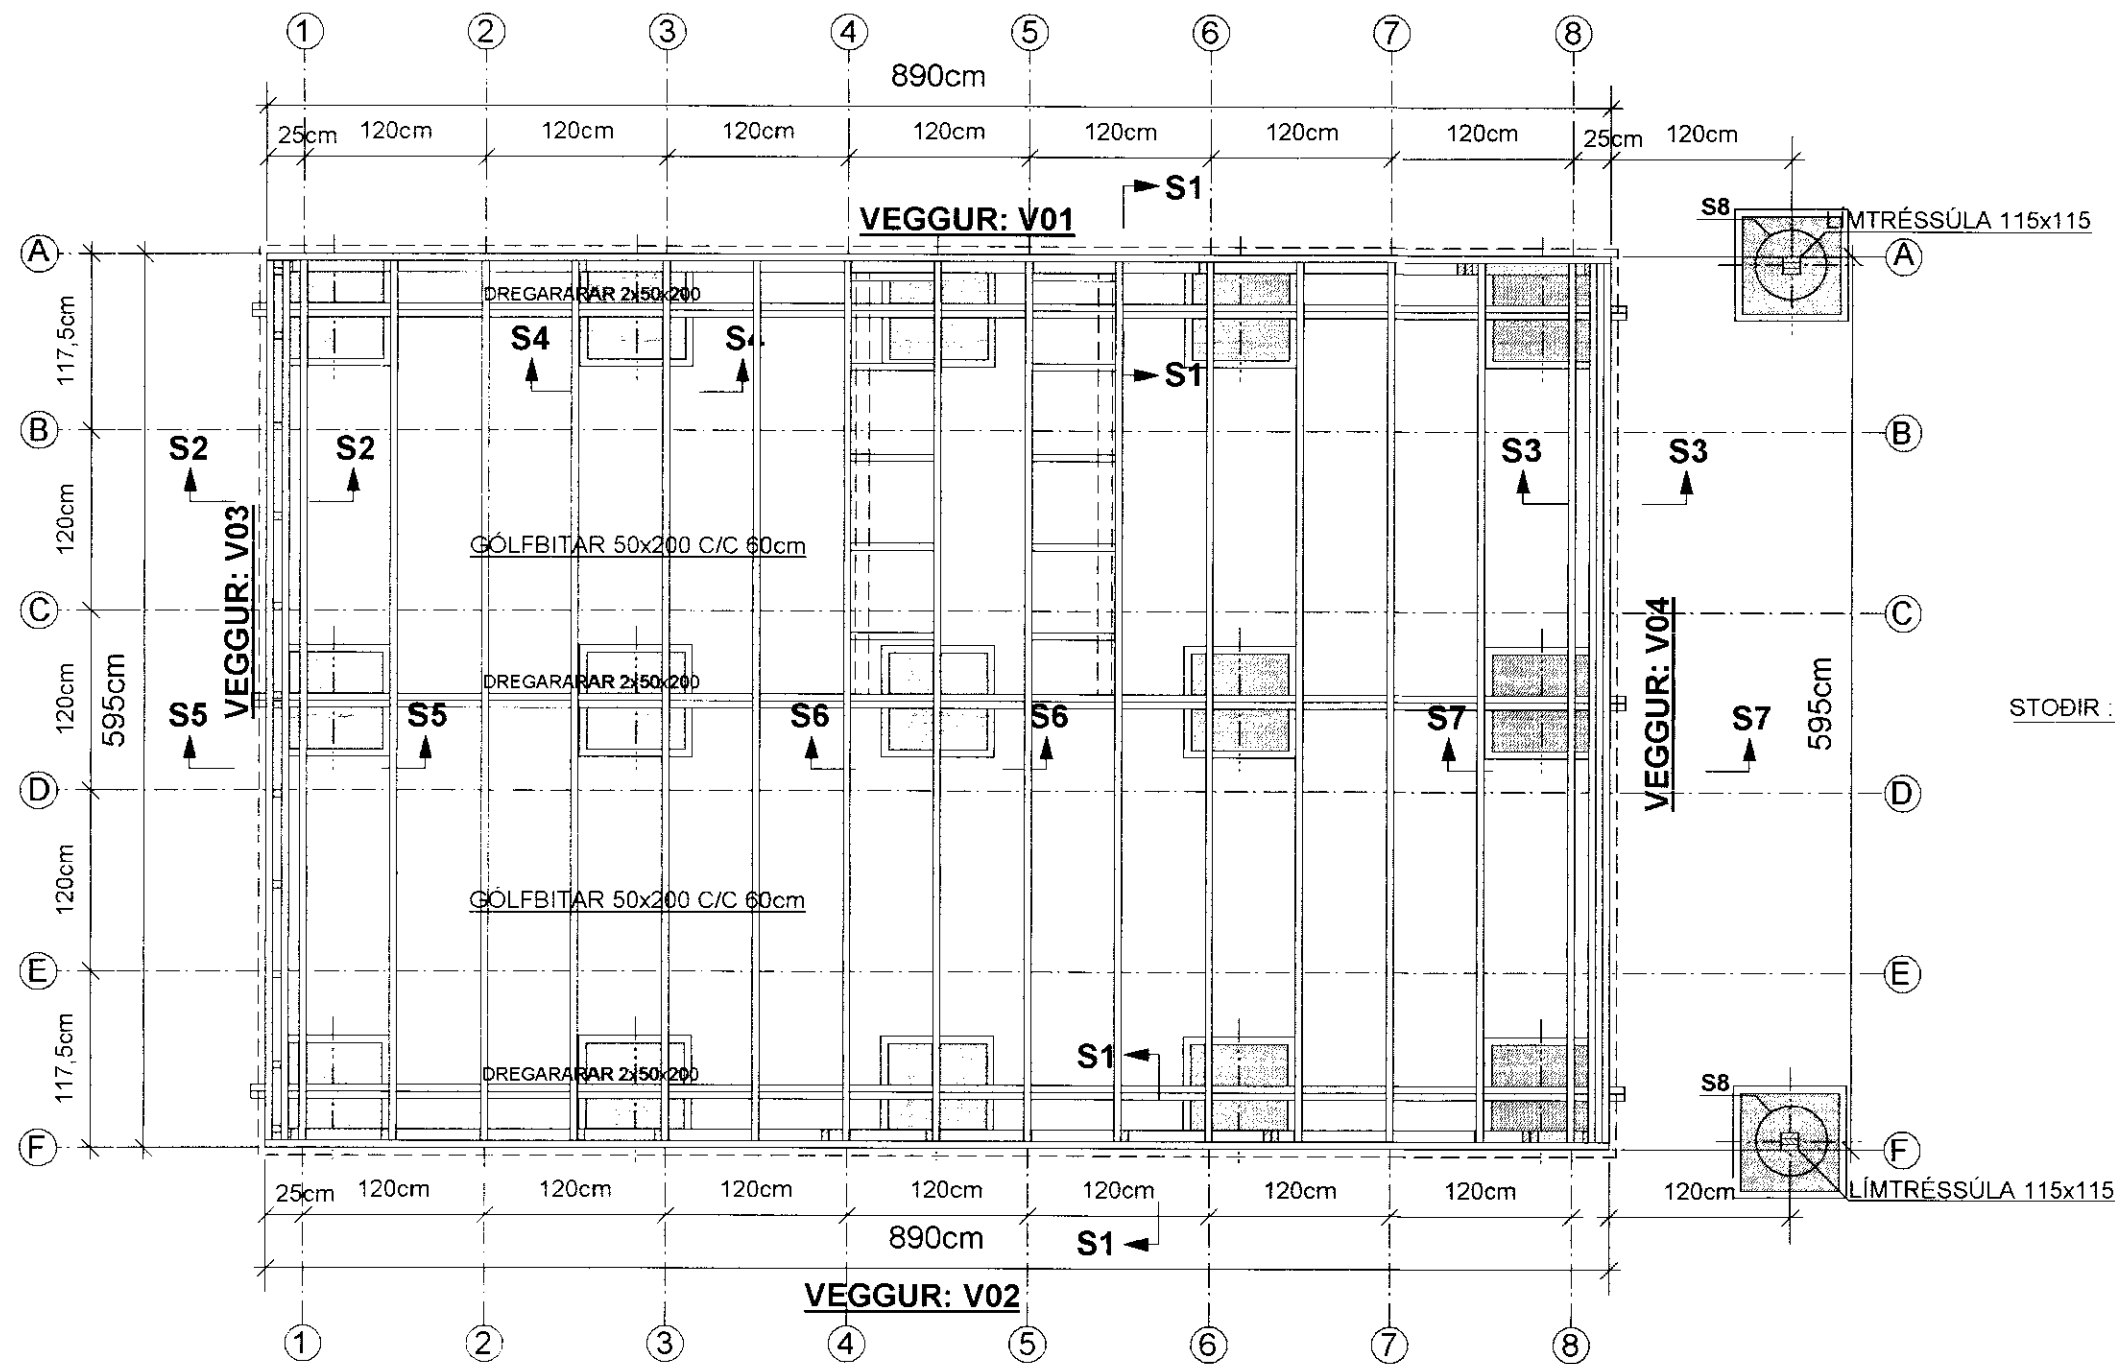 1 2 3 4 5 6 7 8
890cm
25cm 120cm 120cm 120cm 120cm 120cm 120cm 120cm 25cm 120cm
S1
VEGGUR: V01
S8
LÍMTRÉSSÚLA 115x115
A A
DREGARARAR 2x50x200
117,5cm
S4 S4
S1
B B
S2 S2 S3 S3
120cm
GÓLFBITAR 50x200 C/C 60cm
VEGGUR: V03
C C
VEGGUR: V04
120cm
595cm
DREGARARAR 2x50x200
595cm
S5 S5 S6 S6 S7 S7
STOÐIR :
D D
120cm
GÓLFBITAR 50x200 C/C 60cm
E E
117,5cm
S1
DREGARARAR 2x50x200
S8
F F
25cm 120cm 120cm 120cm 120cm 120cm 120cm 120cm 120cm
LÍMTRÉSSÚLA 115x115
890cm
S1
VEGGUR: V02
1 2 3 4 5 6 7 8